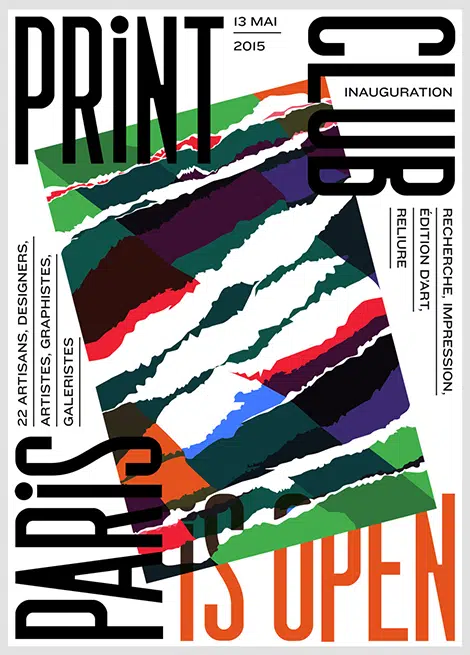 PRiNT
13 MAI
2015
CLUB
INAUGURATION
RECHERCHE, IMPRESSION,
ÉDITION D'ART,
RELIURE
22 ARTISANS, DESIGNERS,
ARTISTES, GRAPHISTES,
GALERISTES
PARiS
iS OPEN